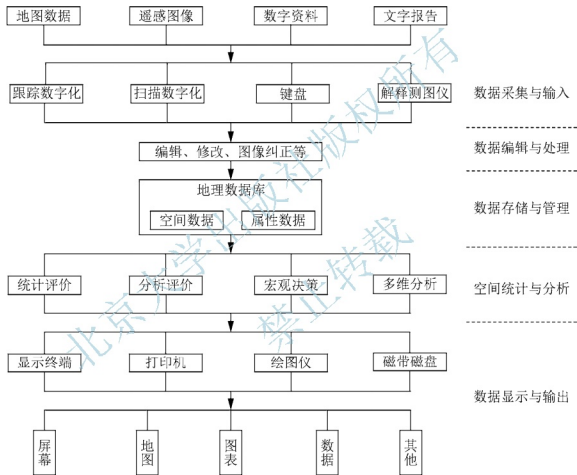 地图数据 遥感图像 数字资料 文字报告
跟踪数字化 扫描数字化 键盘 解释测图仪 数据采集与输入
编辑、修改、图像纠正等 数据编辑与处理
地理数据库
空间数据 属性数据 数据存储与管理
统计评价 分析评价 宏观决策 多维分析 空间统计与分析
显示终端 打印机 绘图仪 磁带磁盘
数据显示与输出
屏幕 地图 图表 数据 其他
北京大学出版社版权所有
禁止转载